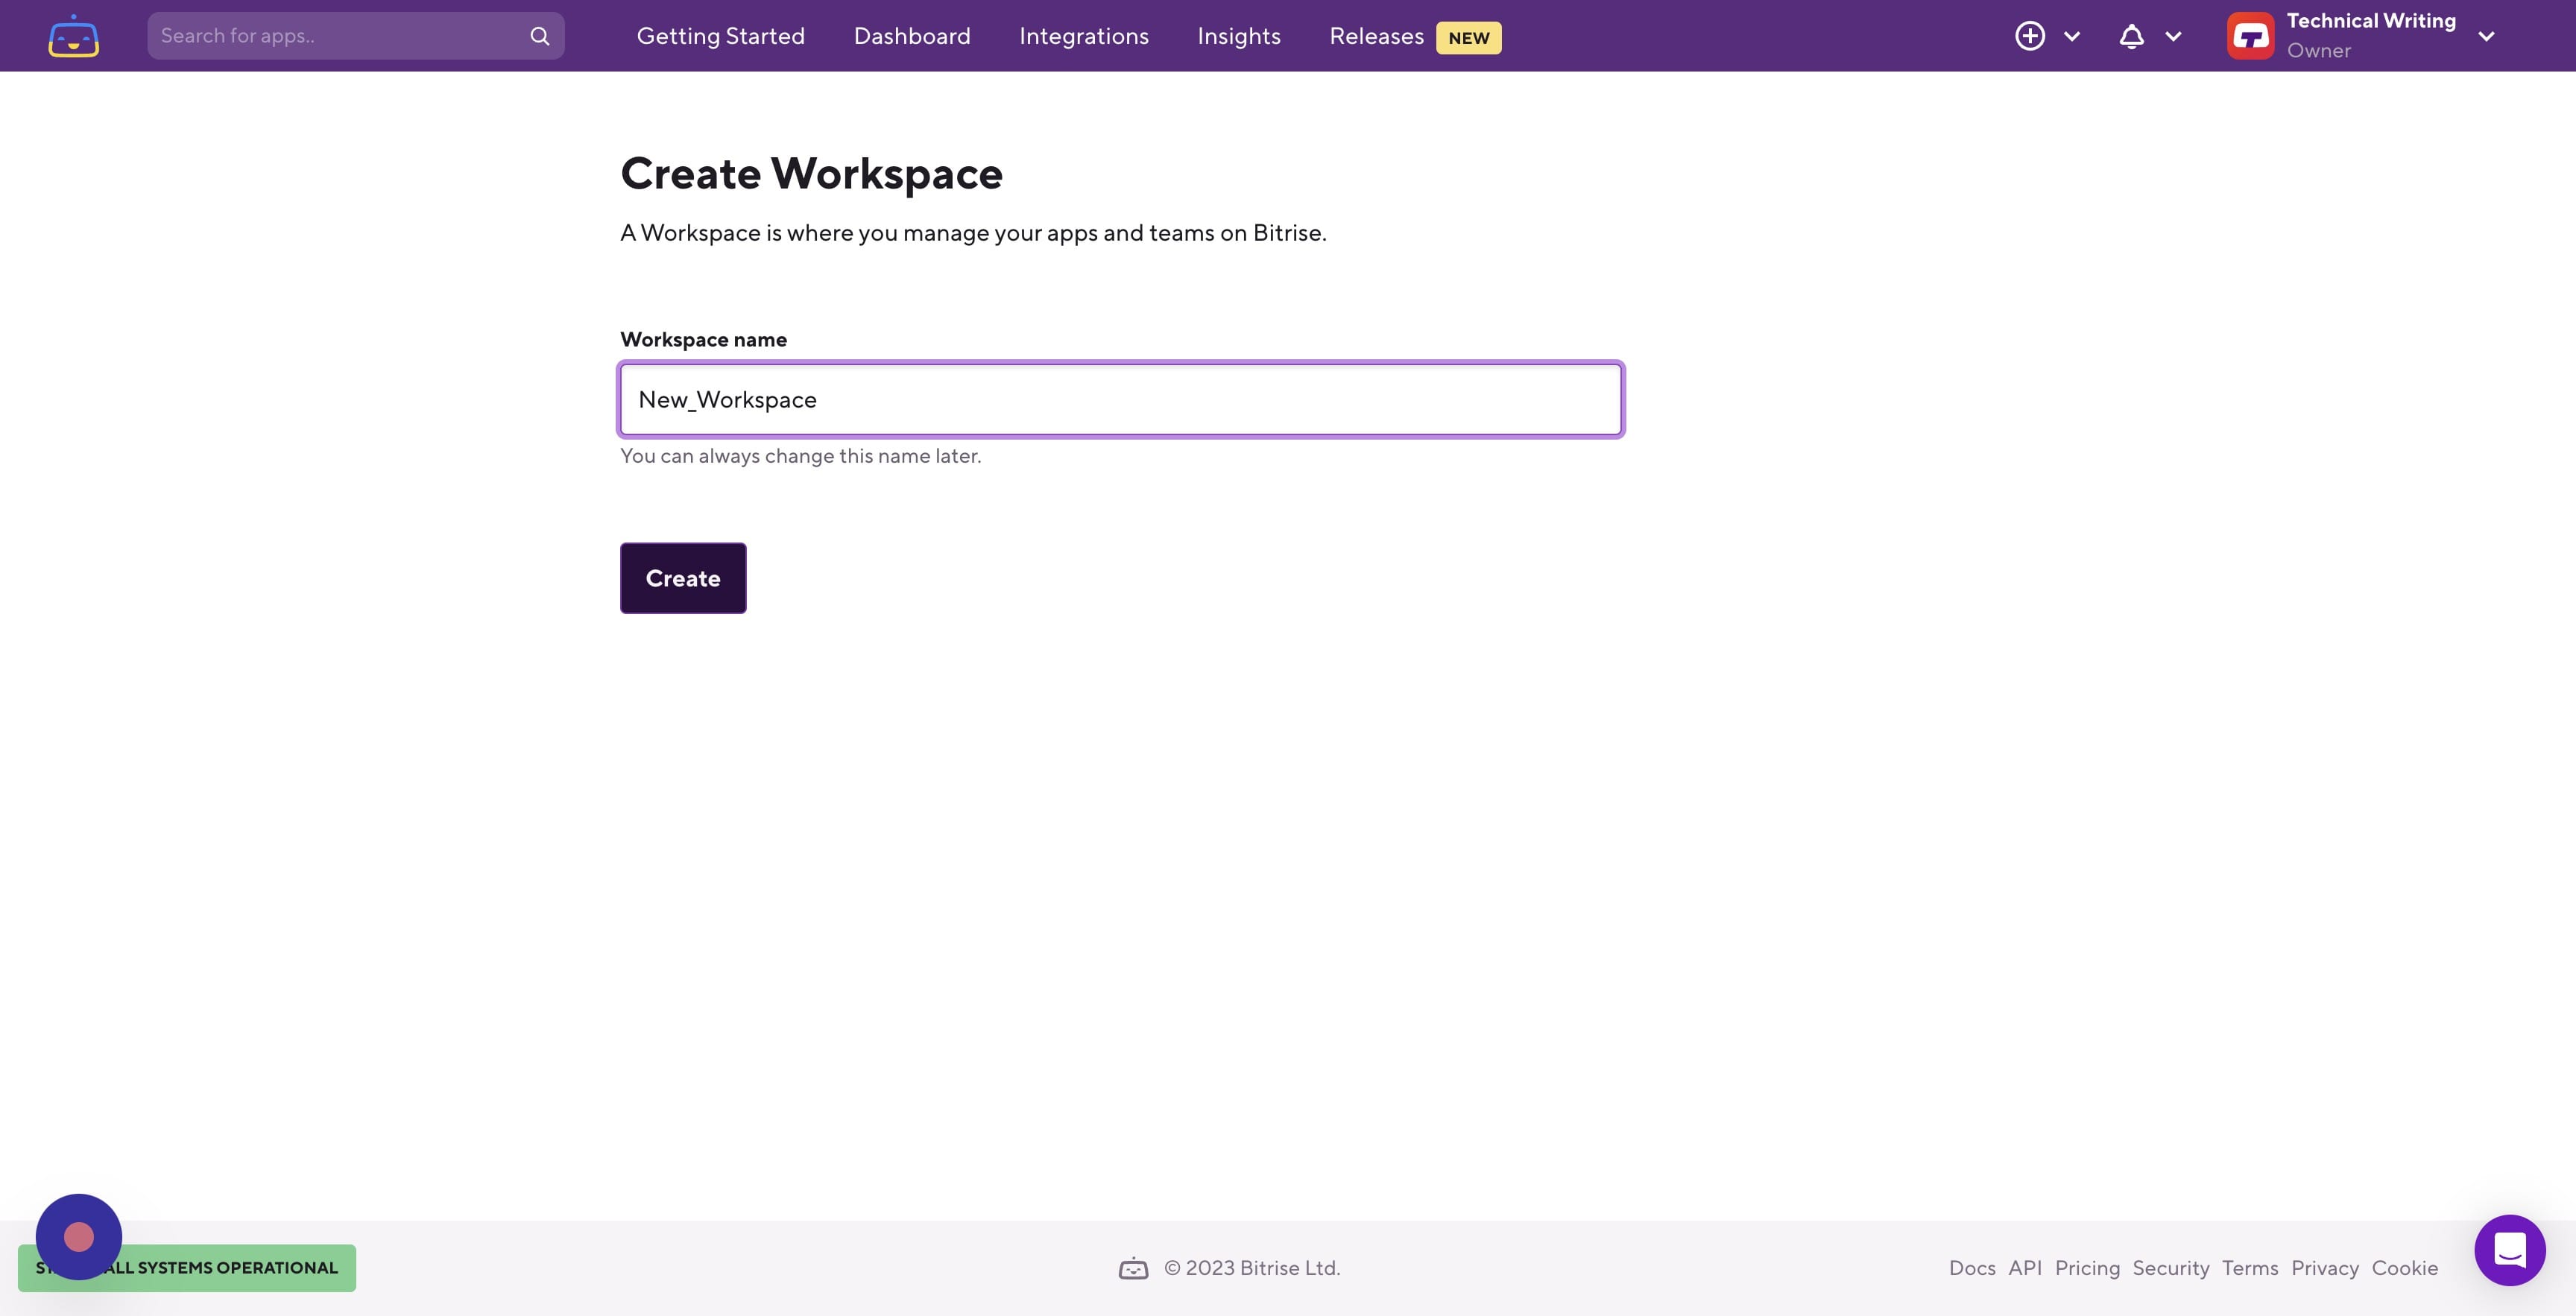 Search for apps..
Getting Started
Dashboard
Integrations
Insights
Releases NEW
Technical Writing
Owner
Create Workspace
A Workspace is where you manage your apps and teams on Bitrise.
Workspace name
New_Workspace
You can always change this name later.
Create
ALL SYSTEMS OPERATIONAL
© 2023 Bitrise Ltd.
Docs API Pricing Security Terms Privacy Cookie